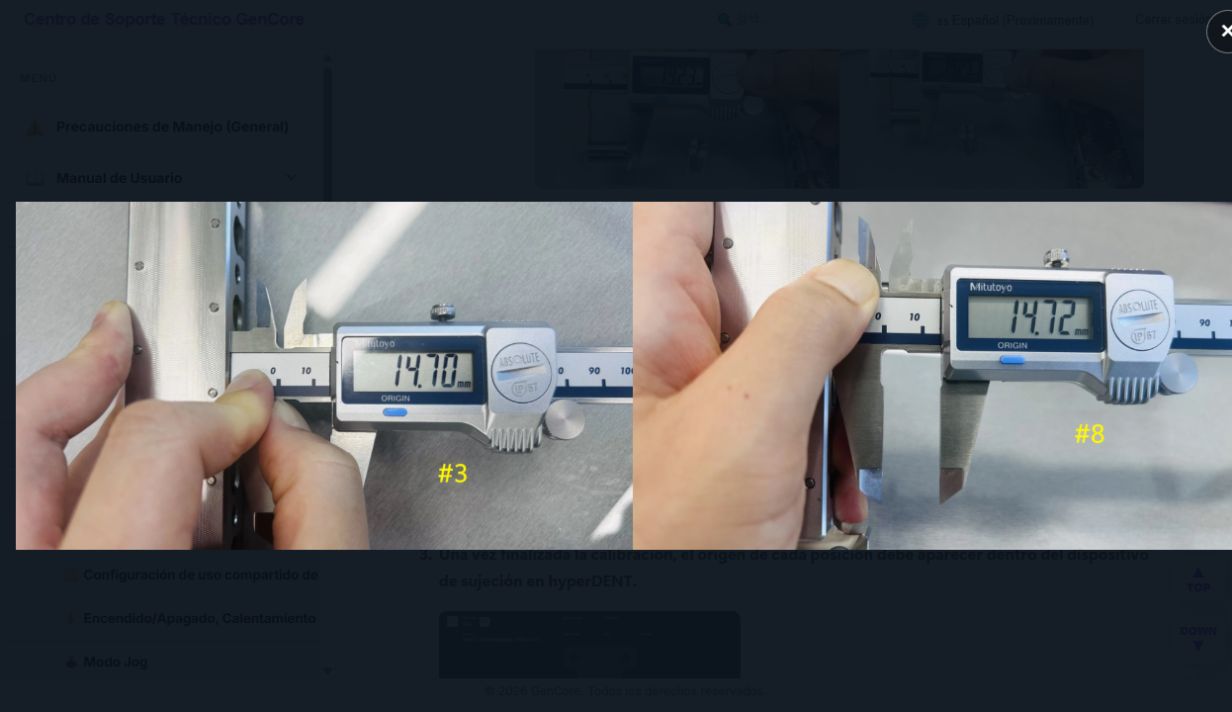 Centro de Soporte Técnico GenCore
es Español (Proximamente)
Cerrar sesión
MENÚ
Precauciones de Manejo (General)
Manual de Usuario
Mitutoyo
14.70 mm
ORIGIN
ABSOLUTE
IP67
0 10
0 90 100
#3
Mitutoyo
14.72 mm
ORIGIN
ABSOLUTE
IP67
0 10
90
#8
3. Una vez finalizada la calibración, el origen de cada posición debe aparecer dentro del dispositivo
de sujeción en hyperDENT.
Configuración de uso compartido de
Encendido/Apagado, Calentamiento
Modo Jog
TOP
DOWN
© 2026 GenCore. Todos los derechos reservados.